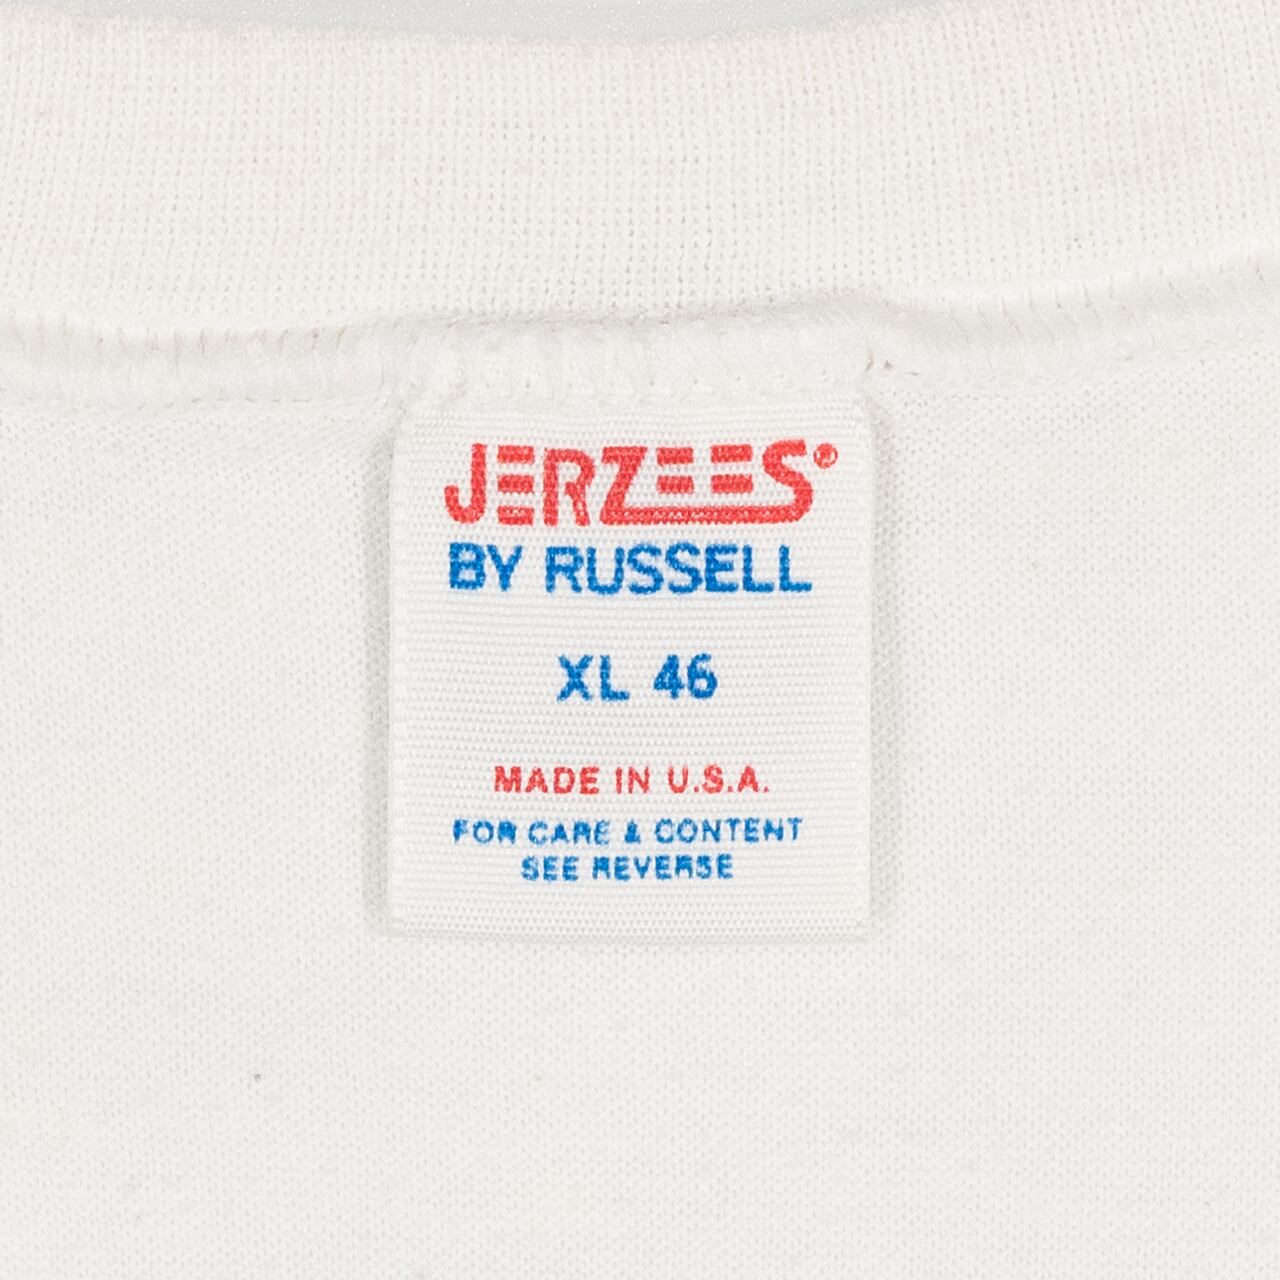 JERZEES®
BY RUSSELL
XL 46
MADE IN U.S.A.
FOR CARE & CONTENT
SEE REVERSE